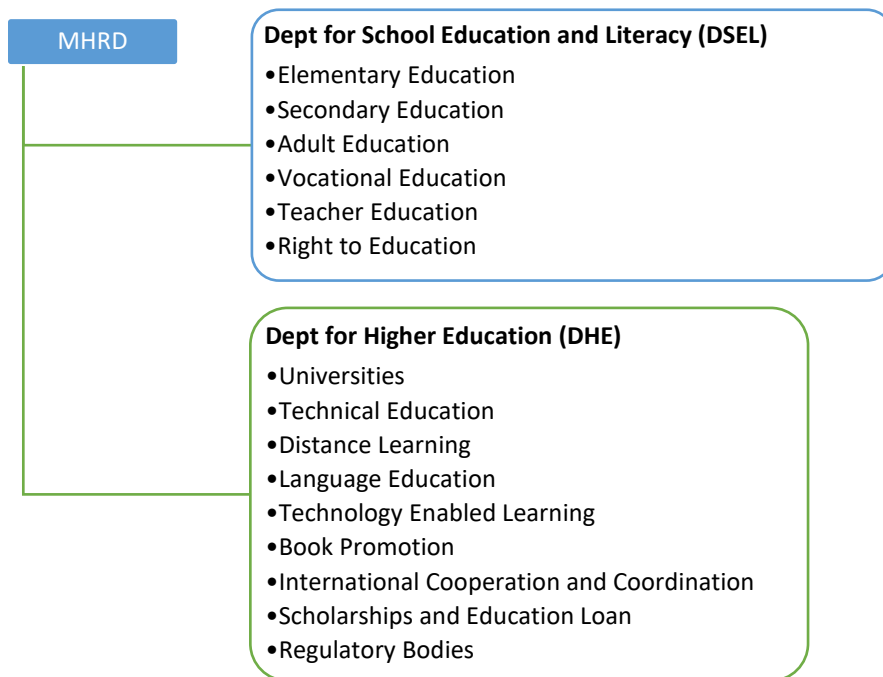 MHRD
Dept for School Education and Literacy (DSEL)
•Elementary Education
•Secondary Education
•Adult Education
•Vocational Education
•Teacher Education
•Right to Education
Dept for Higher Education (DHE)
•Universities
•Technical Education
•Distance Learning
•Language Education
•Technology Enabled Learning
•Book Promotion
•International Cooperation and Coordination
•Scholarships and Education Loan
•Regulatory Bodies